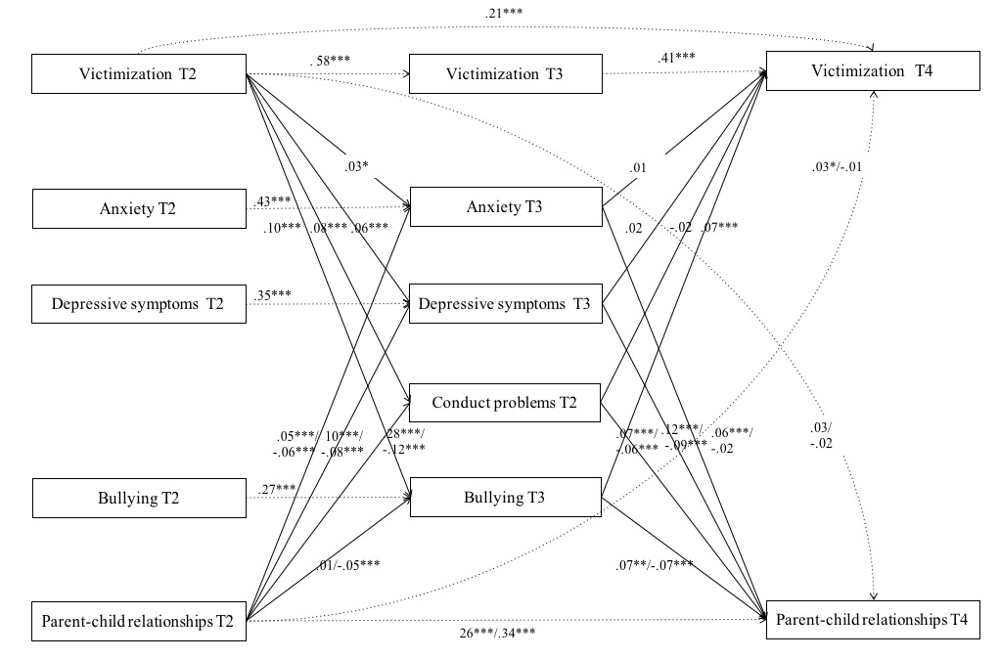 .21***
Victimization T2
. 58***
Victimization T3
.41***
Victimization T4
.03*
.01
.03*/-.01
Anxiety T2
.43***
Anxiety T3
.10*** .08*** .06***
.02 -.02 .07***
Depressive symptoms T2
.35***
Depressive symptoms T3
Conduct problems T2
.05***/ 10***/ .28***/
-.06*** -.08*** -.12***
.07***/ .12***/ .06***/
-.06*** -.09*** -.02
.03/
-.02
Bullying T2
.27***
Bullying T3
.01/-.05***
.07**/-.07***
Parent-child relationships T2
26***/.34***
Parent-child relationships T4